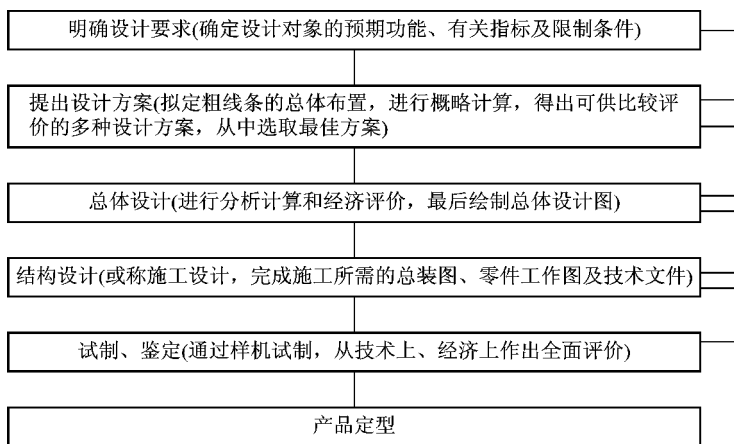 明确设计要求(确定设计对象的预期功能、有关指标及限制条件)
提出设计方案(拟定粗线条的总体布置，进行概略计算，得出可供比较评
价的多种设计方案，从中选取最佳方案)
总体设计(进行分析计算和经济评价，最后绘制总体设计图)
结构设计(或称施工设计，完成施工所需的总装图、零件工作图及技术文件)
试制、鉴定(通过样机试制，从技术上、经济上作出全面评价)
产品定型